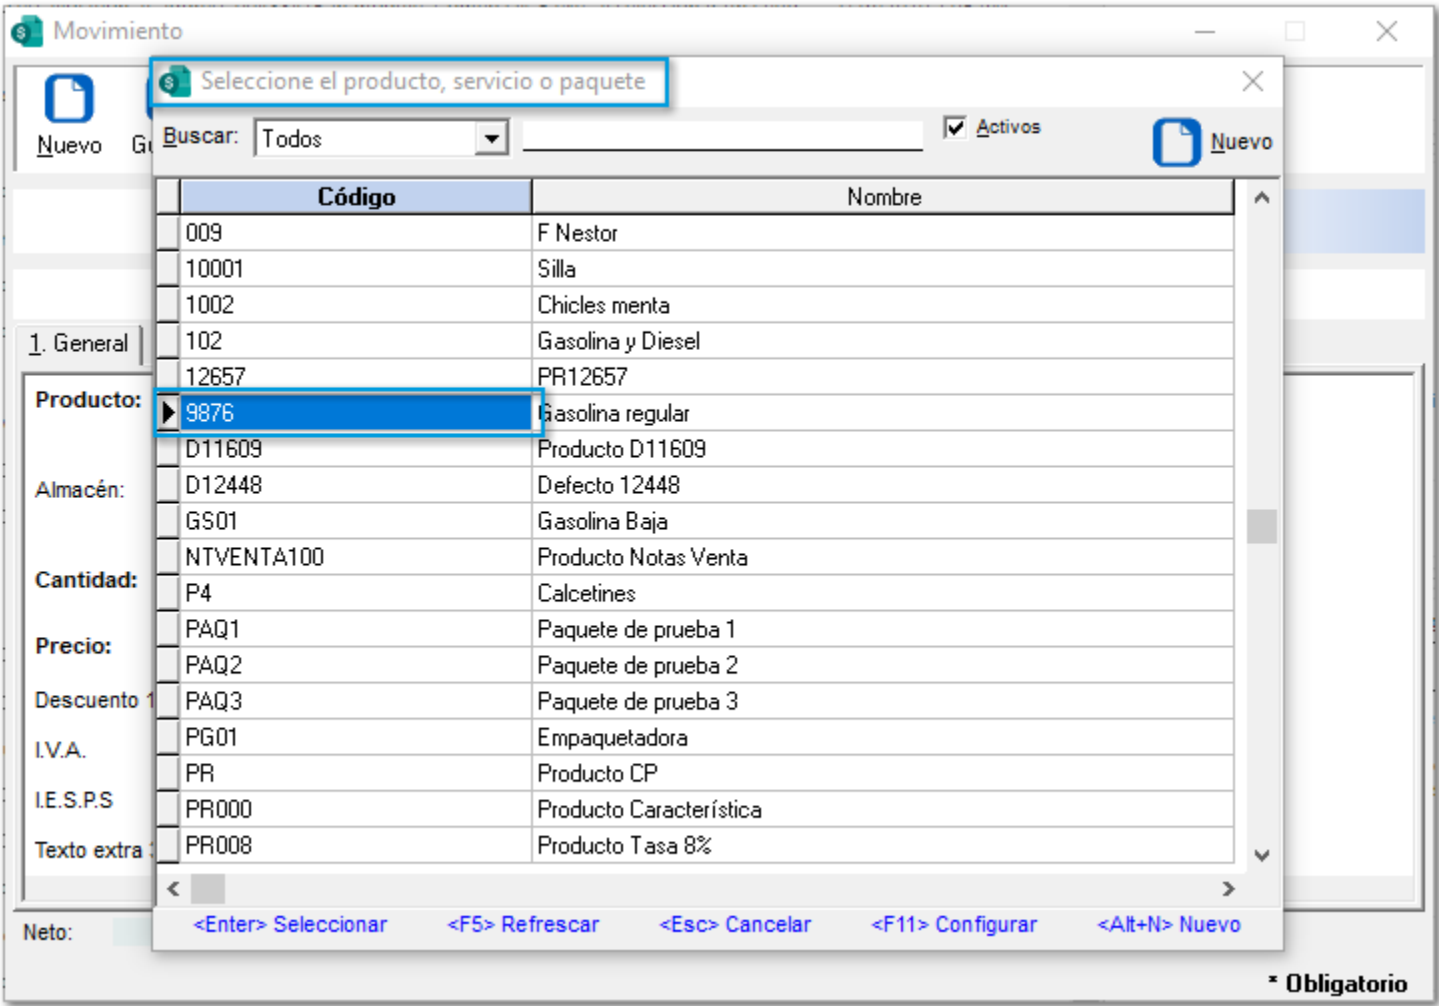 Movimiento
Seleccione el producto, servicio o paquete
Nuevo
Buscar: Todos Activos Nuevo
Código Nombre
009 F Nestor
10001 Silla
1002 Chicles menta
102 Gasolina y Diesel
12657 PR12657
9876 Gasolina regular
D11609 Producto D11609
D12448 Defecto 12448
GS01 Gasolina Baja
NTVENTA100 Producto Notas Venta
P4 Calcetines
PAQ1 Paquete de prueba 1
PAQ2 Paquete de prueba 2
PAQ3 Paquete de prueba 3
PG01 Empaquetadora
PR Producto CP
PR000 Producto Característica
PR008 Producto Tasa 8%
<Enter> Seleccionar <F5> Refrescar <Esc> Cancelar <F11> Configurar <Alt+N> Nuevo
1. General
Producto:
Almacén:
Cantidad:
Precio:
Descuento 1
I.V.A.
I.E.S.P.S
Texto extra
Neto:
* Obligatorio